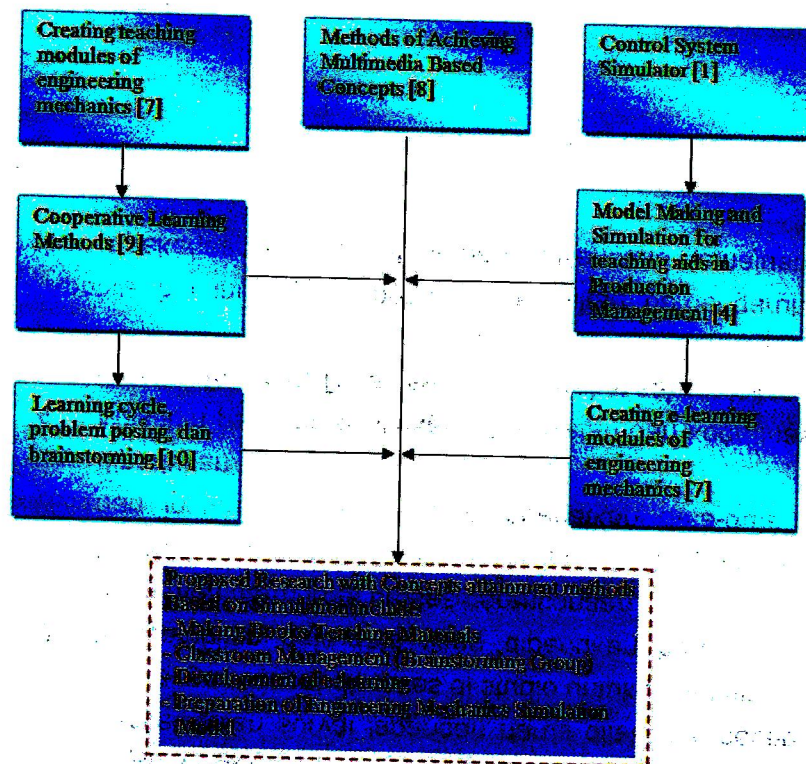 Creating teaching
modules of
engineering
mechanics [7]
Methods of Achieving
Multimedia Based
Concepts [8]
Control System
Simulator [1]
Cooperative Learning
Methods [9]
Model Making and
Simulation for
teaching aids in
Production
Management [4]
Learning cycle,
problem posing, dan
brainstorming [10]
Creating e-learning
modules of
engineering
mechanics [7]
Proposed Research with Concepts attainment methods
Based on simulation include
- Making Books Teaching Materials
- Classroom Management (Brainstorming Group)
- Development of e-learning
- Preparation of Engineering Mechanics Simulation
Model